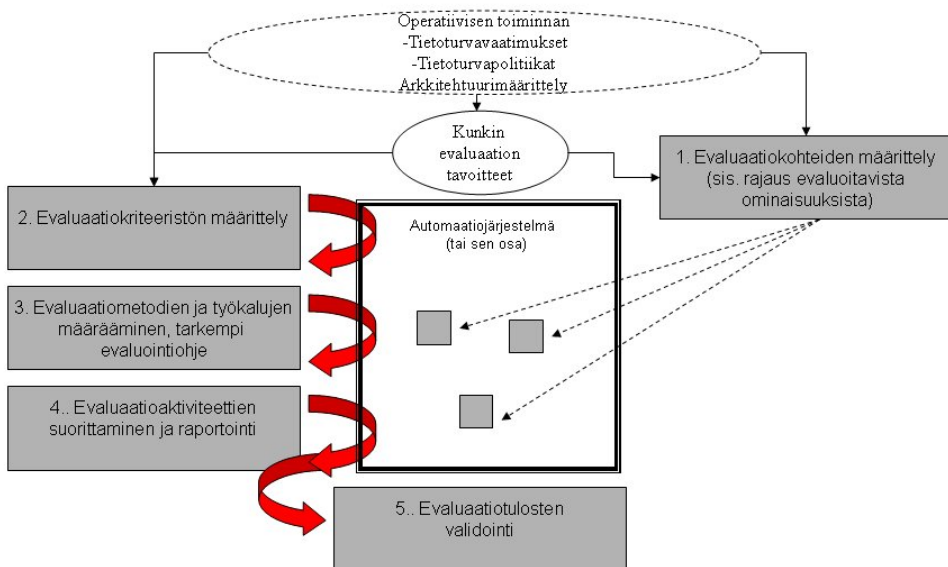 Operatiivisen toiminnan
-Tietoturvavaatimukset
-Tietoturvapolitiikat
Arkkitehtuurimäärittely
Kunkin
evaluaation
tavoitteet
1. Evaluaatiokohteiden määrittely
(sis. rajaus evaluoitavista
ominaisuuksista)
2. Evaluaatiokriteeristön määrittely
Automaatiojärjestelmä
(tai sen osa)
3. Evaluaatiometodien ja työkalujen
määrääminen, tarkempi
evaluointiohje
4.. Evaluaatioaktiviteettien
suorittaminen ja raportointi
5.. Evaluaatiotulosten
validointi